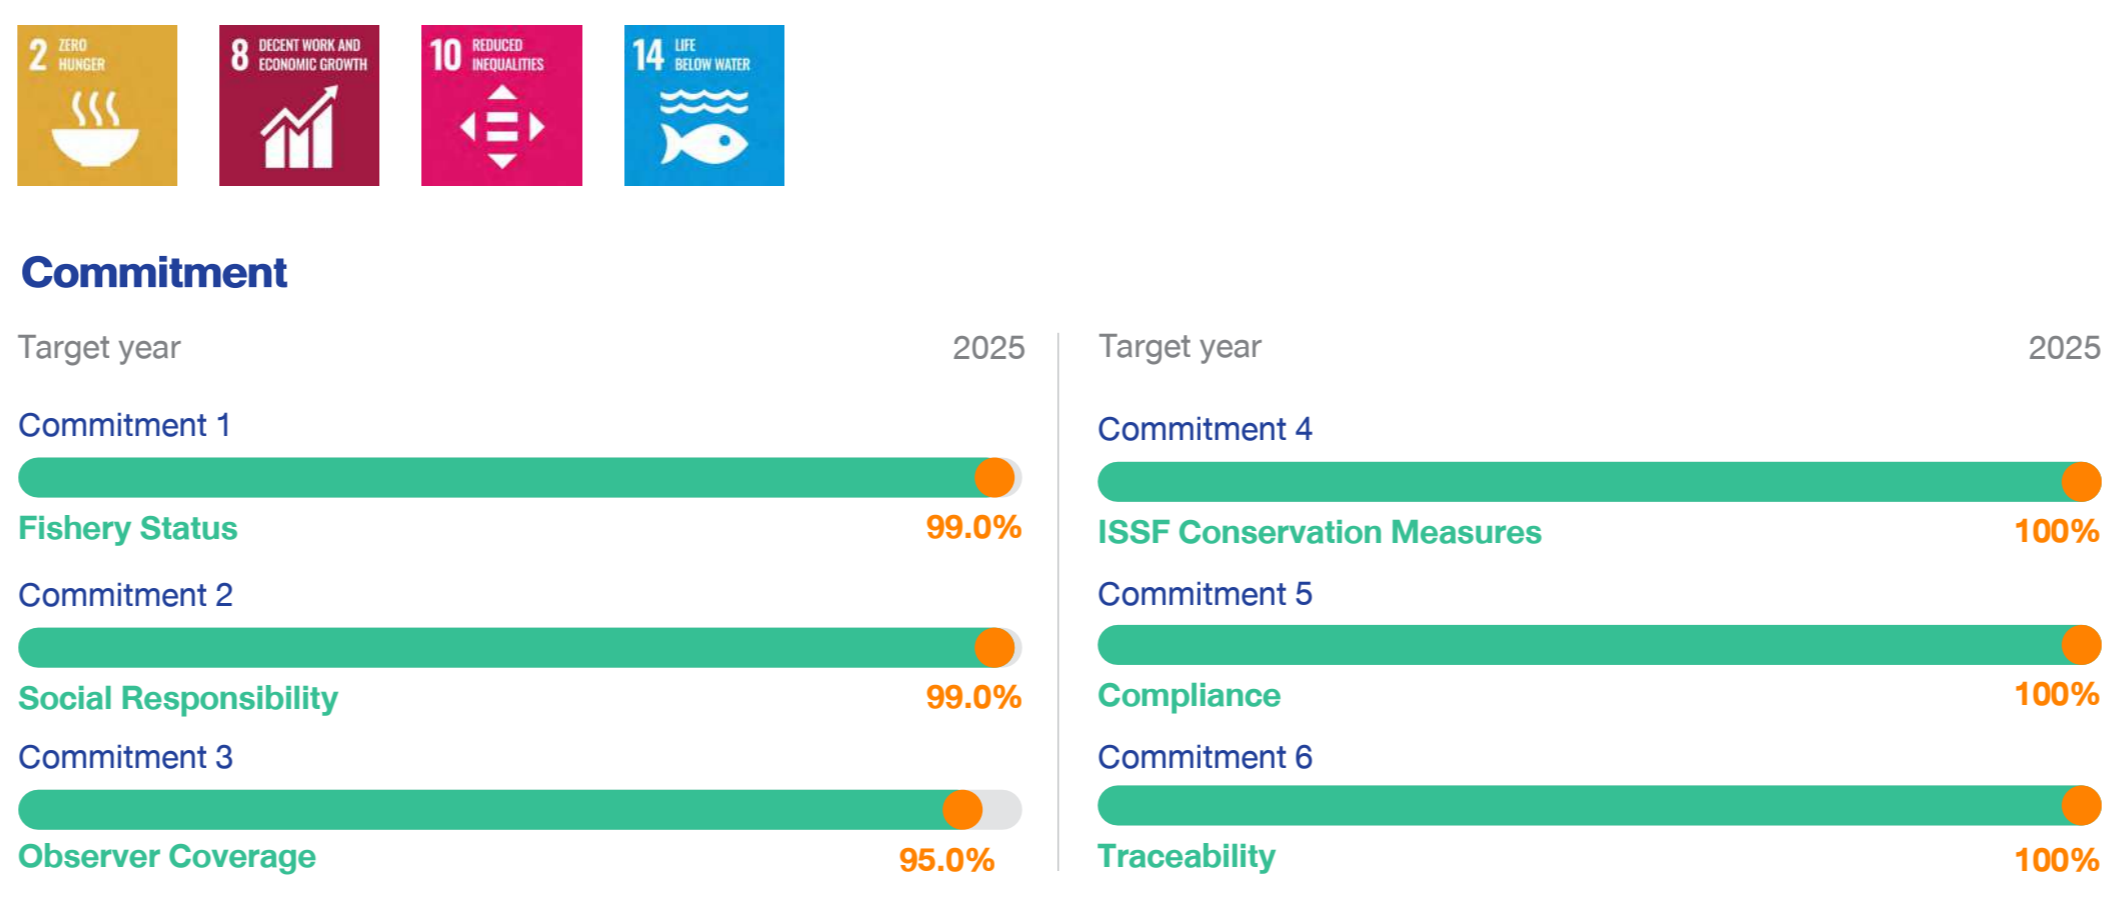 2 ZERO
HUNGER
8 DECENT WORK AND
ECONOMIC GROWTH
10 REDUCED
INEQUALITIES
14 LIFE
BELOW WATER
Commitment
Target year 2025
Commitment 1
Fishery Status 99.0%
Commitment 2
Social Responsibility 99.0%
Commitment 3
Observer Coverage 95.0%
Target year 2025
Commitment 4
ISSF Conservation Measures 100%
Commitment 5
Compliance 100%
Commitment 6
Traceability 100%